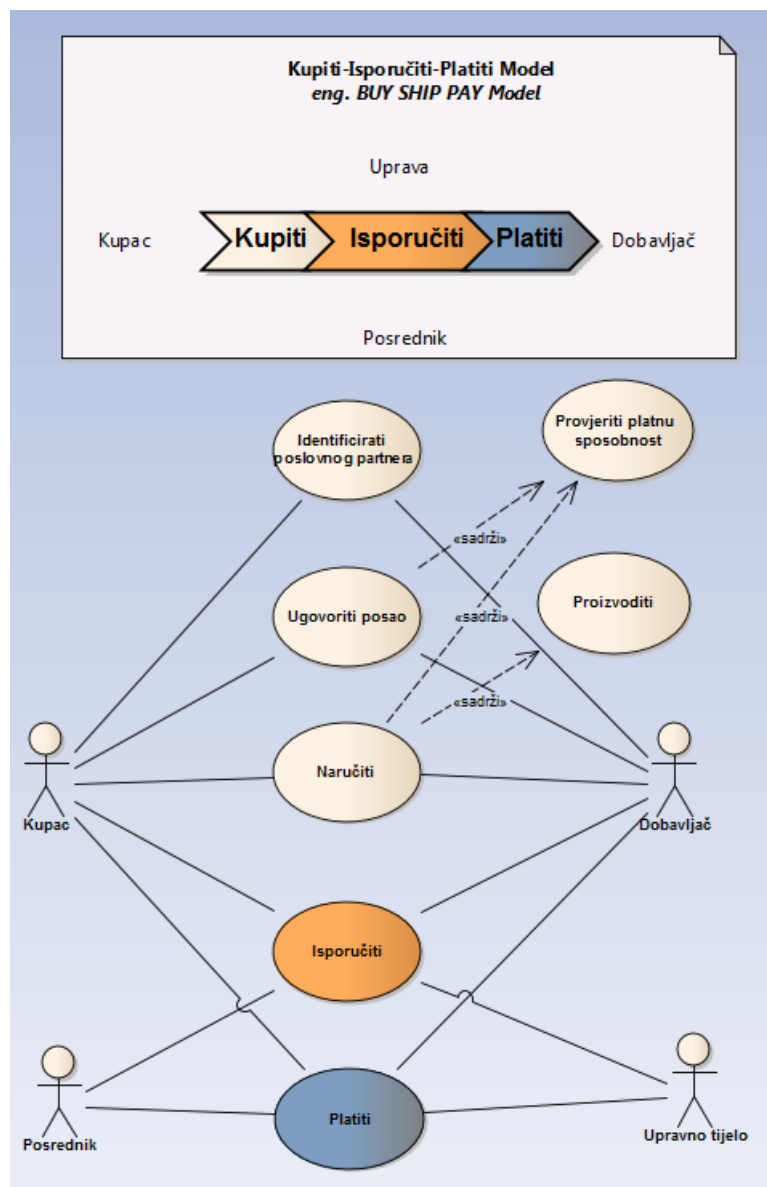 Kupiti-Isporučiti-Platiti Model
eng. BUY SHIP PAY Model
Uprava
Kupac
Kupiti
Isporučiti
Platiti
Dobavljač
Posrednik
Identificirati
poslovnog partnera
Provjeriti platnu
sposobnost
«sadrži»
Ugovoriti posao
«sadrži»
Proizvoditi
«sadrži»
Naručiti
Kupac
Dobavljač
Isporučiti
Posrednik
Platiti
Upravno tijelo